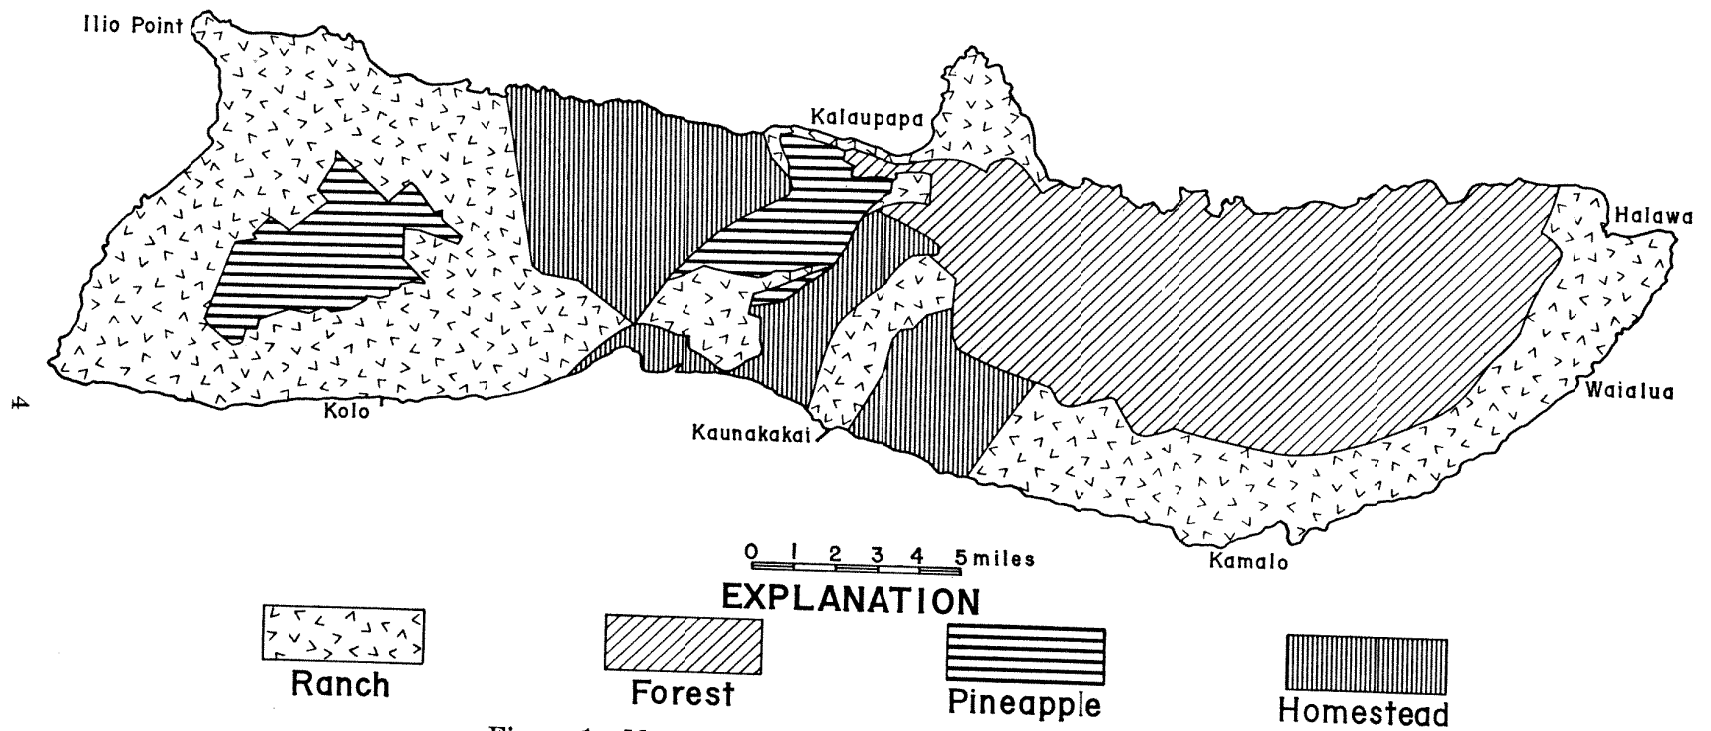 Ilio Point
Kalaupapa
Halawa
Waialua
4
Kolo
Kaunakakai
Kamalo
0 1 2 3 4 5 miles
EXPLANATION
Ranch
Forest
Pineapple
Homestead